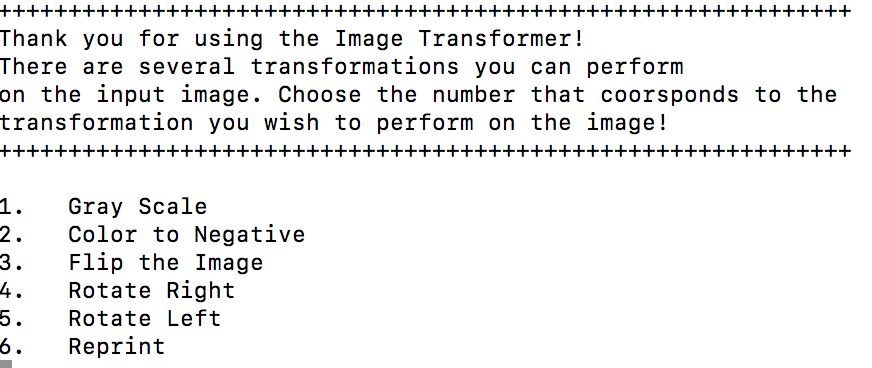 +++++++++++++++++++++++++++++++++++++++++++++++++++++++++++++
Thank you for using the Image Transformer!
There are several transformations you can perform
on the input image. Choose the number that coorsponds to the
transformation you wish to perform on the image!
+++++++++++++++++++++++++++++++++++++++++++++++++++++++++++++
1. Gray Scale
2. Color to Negative
3. Flip the Image
4. Rotate Right
5. Rotate Left
6. Reprint